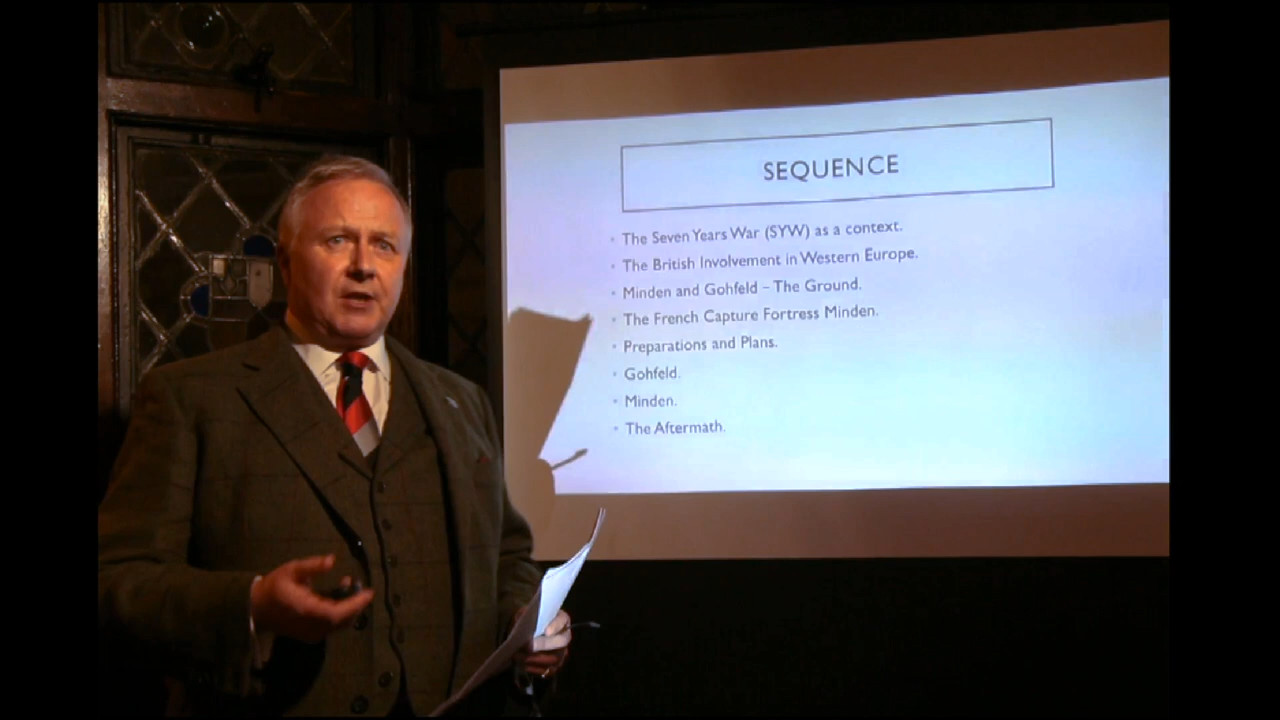 SEQUENCE
• The Seven Years War (SYW) as a context.
• The British Involvement in Western Europe.
• Minden and Gohfeld – The Ground.
• The French Capture Fortress Minden.
• Preparations and Plans.
• Gohfeld.
• Minden.
• The Aftermath.